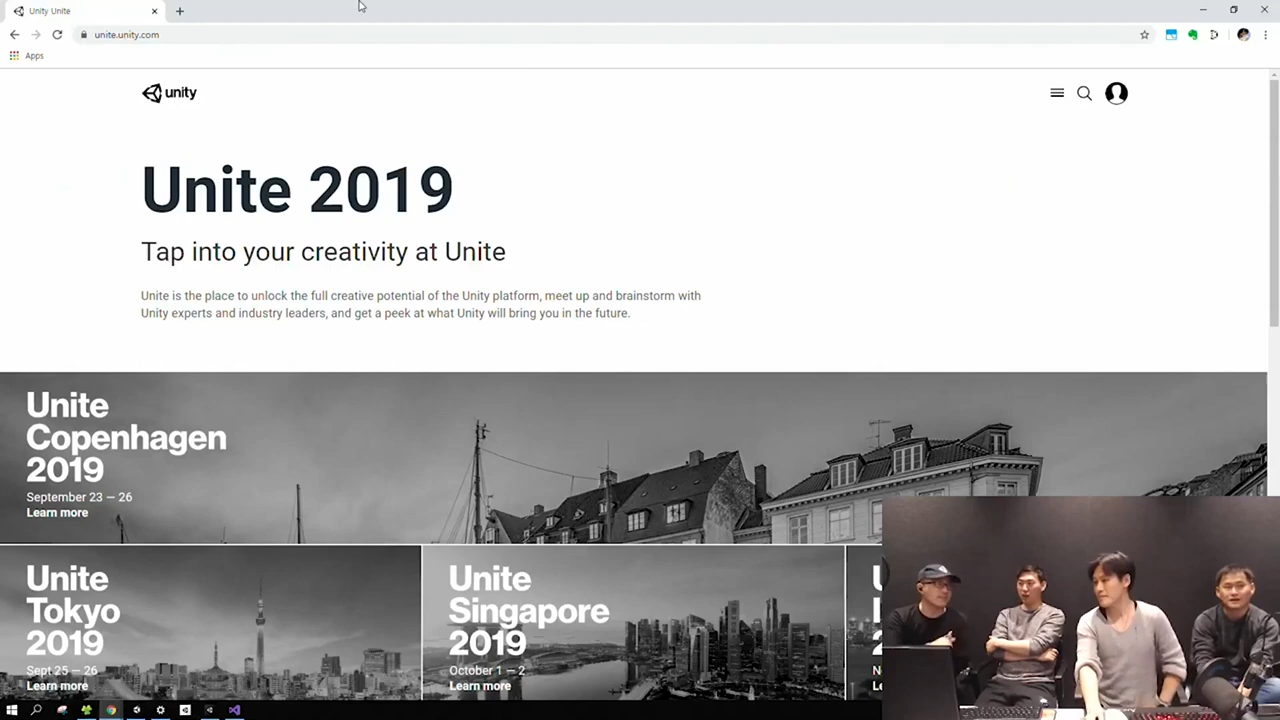 Unity Unite
unite.unity.com
Apps
unity
Unite 2019
Tap into your creativity at Unite
Unite is the place to unlock the full creative potential of the Unity platform, meet up and brainstorm with
Unity experts and industry leaders, and get a peek at what Unity will bring you in the future.
Unite
Copenhagen
2019
September 23 — 26
Learn more
Unite
Tokyo
2019
Sept 25 — 26
Learn more
Unite
Singapore
2019
October 1 — 2
Learn more